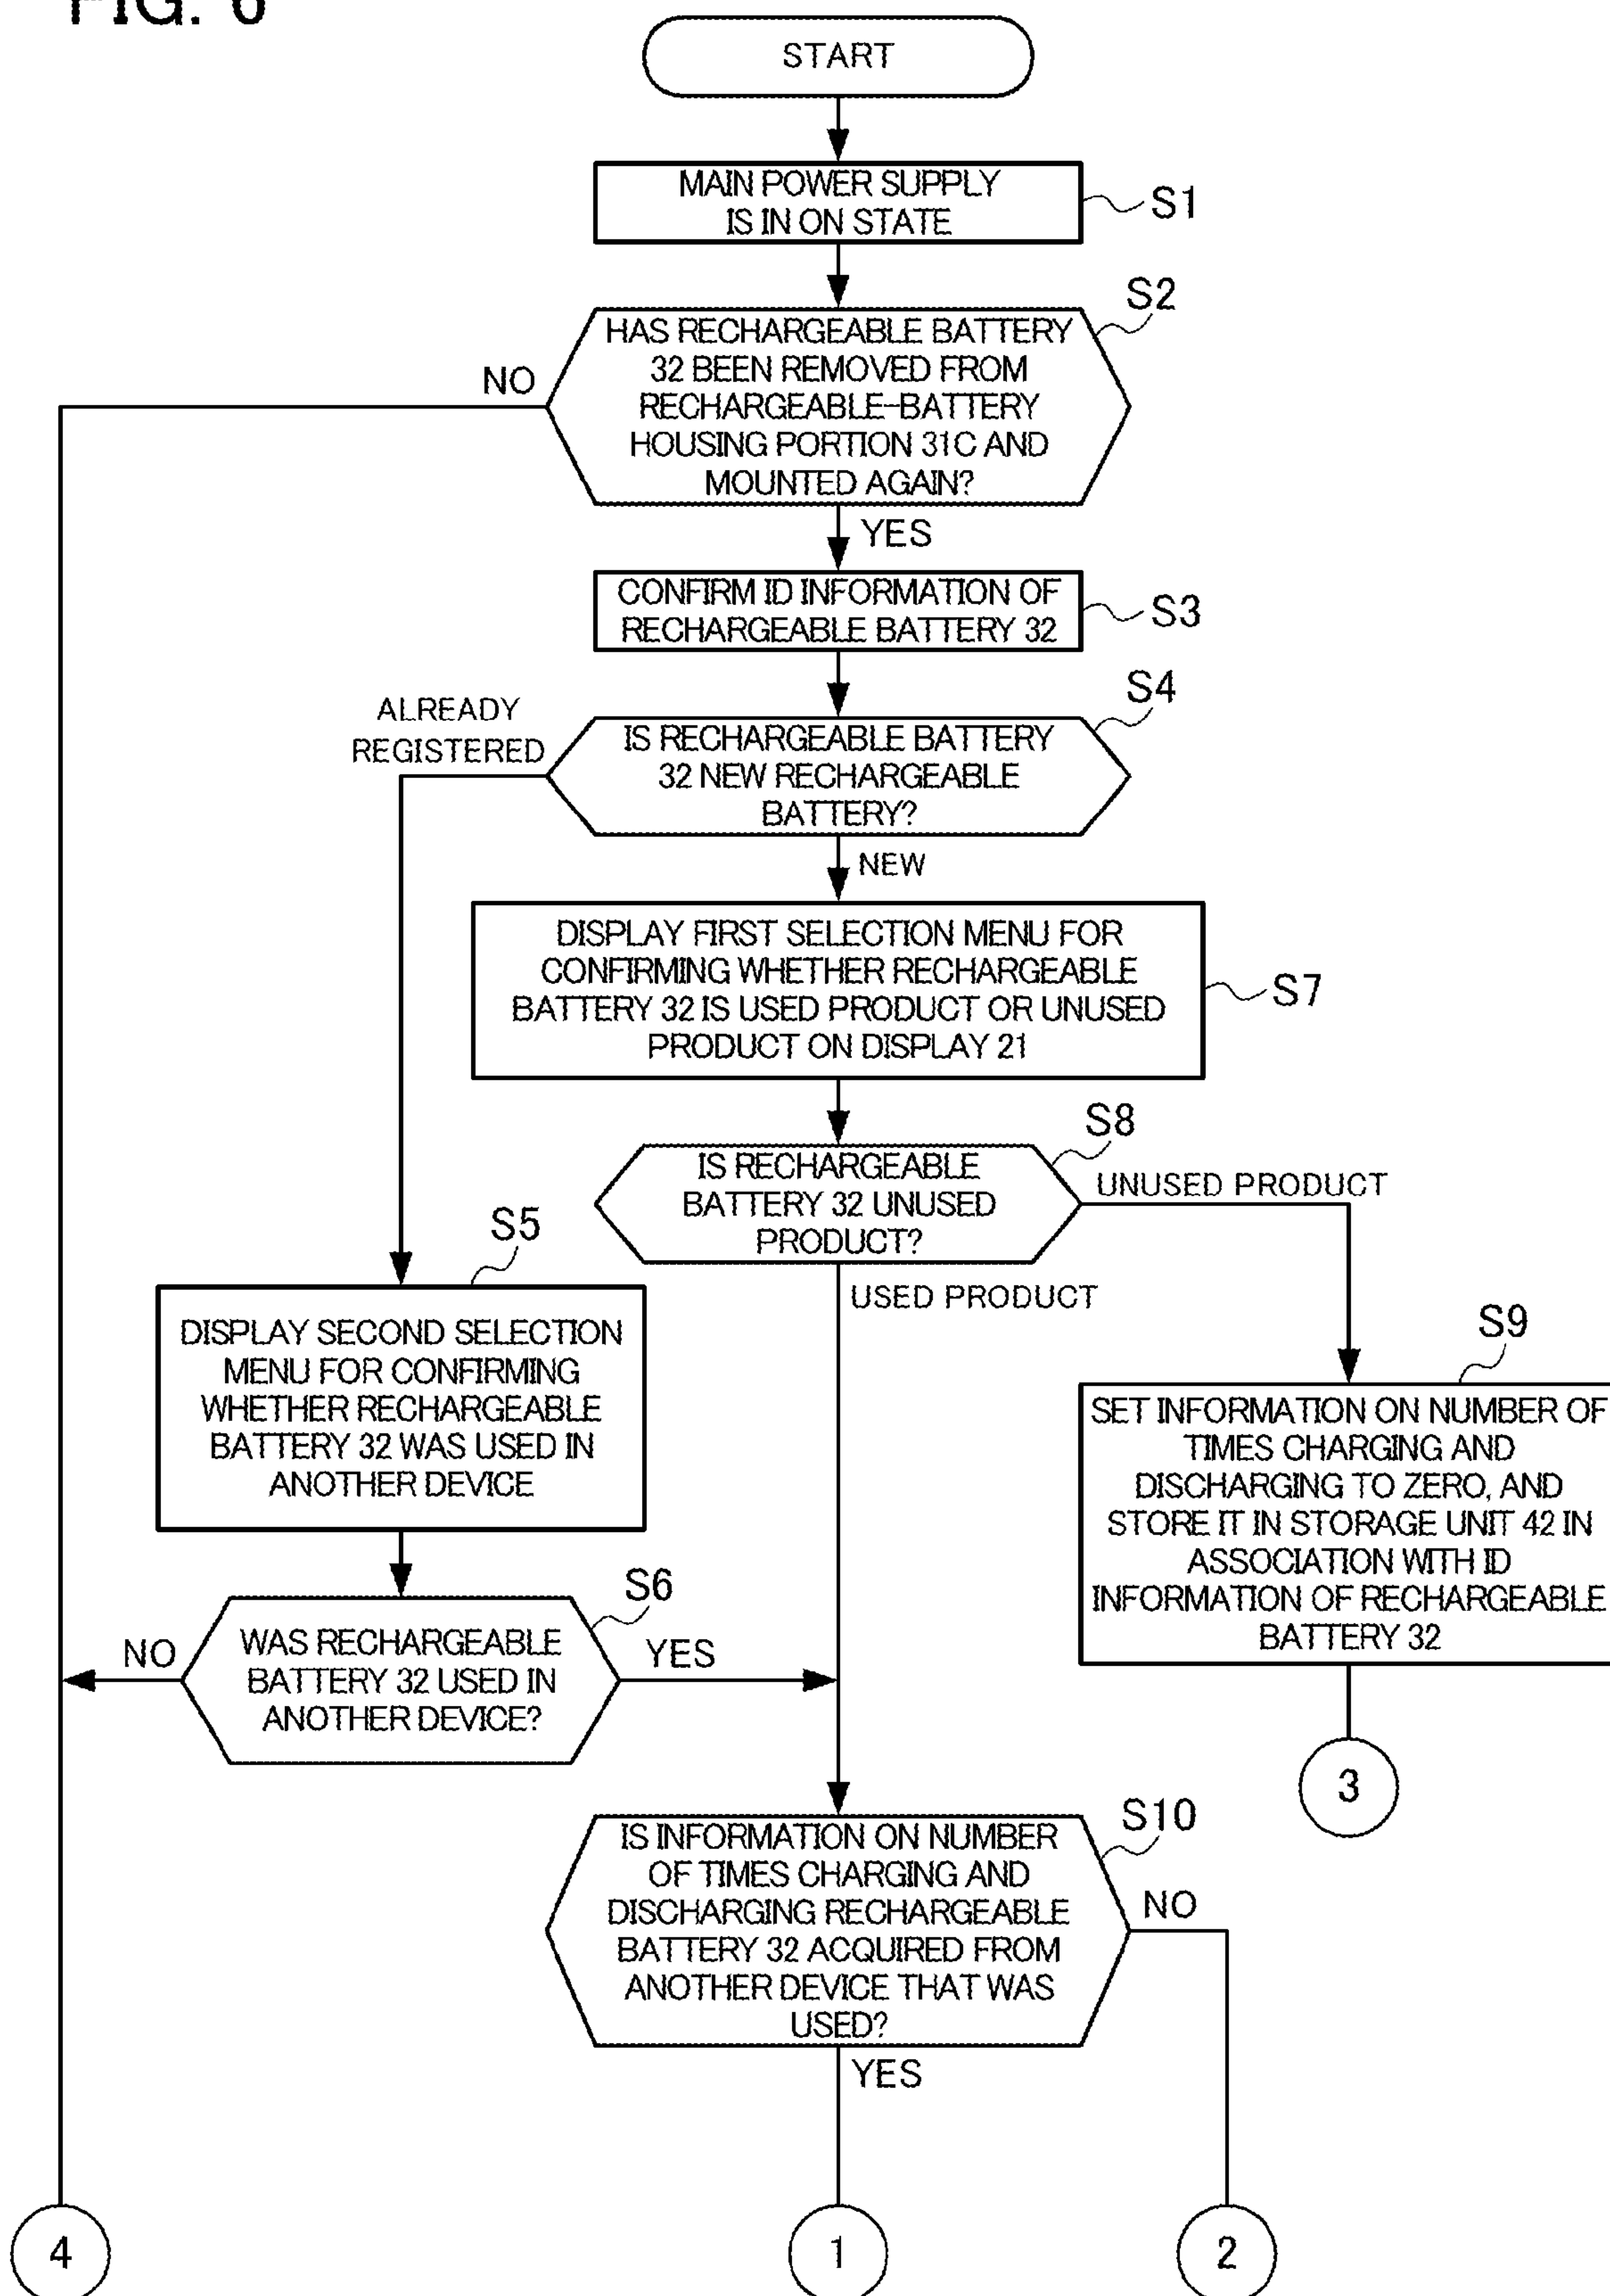 FIG. 6
START
MAIN POWER SUPPLY
IS IN ON STATE
S1
S2
HAS RECHARGEABLE BATTERY
32 BEEN REMOVED FROM
RECHARGEABLE-BATTERY
HOUSING PORTION 31C AND
MOUNTED AGAIN?
NO
YES
CONFIRM ID INFORMATION OF
RECHARGEABLE BATTERY 32
S3
S4
ALREADY
REGISTERED
IS RECHARGEABLE BATTERY
32 NEW RECHARGEABLE
BATTERY?
NEW
DISPLAY FIRST SELECTION MENU FOR
CONFIRMING WHETHER RECHARGEABLE
BATTERY 32 IS USED PRODUCT OR UNUSED
PRODUCT ON DISPLAY 21
S7
S8
IS RECHARGEABLE
BATTERY 32 UNUSED
PRODUCT?
UNUSED PRODUCT
USED PRODUCT
S5
DISPLAY SECOND SELECTION
MENU FOR CONFIRMING
WHETHER RECHARGEABLE
BATTERY 32 WAS USED IN
ANOTHER DEVICE
S9
SET INFORMATION ON NUMBER OF
TIMES CHARGING AND
DISCHARGING TO ZERO, AND
STORE IT IN STORAGE UNIT 42 IN
ASSOCIATION WITH ID
INFORMATION OF RECHARGEABLE
BATTERY 32
S6
NO
WAS RECHARGEABLE
BATTERY 32 USED IN
ANOTHER DEVICE?
YES
3
S10
IS INFORMATION ON NUMBER
OF TIMES CHARGING AND
DISCHARGING RECHARGEABLE
BATTERY 32 ACQUIRED FROM
ANOTHER DEVICE THAT WAS
USED?
NO
YES
4
1
2